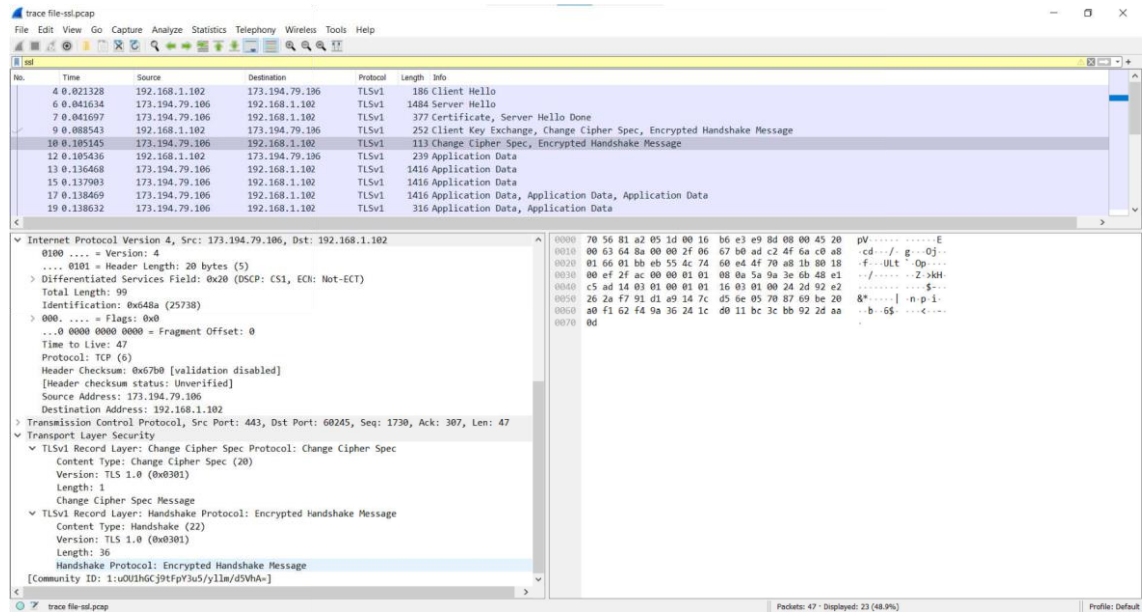 trace file-ssl.pcap
File Edit View Go Capture Analyze Statistics Telephony Wireless Tools Help
ssl
No. Time Source Destination Protocol Length Info
4 0.021328 192.168.1.102 173.194.79.106 TLSv1 186 Client Hello
6 0.041634 173.194.79.106 192.168.1.102 TLSv1 1484 Server Hello
7 0.041697 173.194.79.106 192.168.1.102 TLSv1 377 Certificate, Server Hello Done
9 0.088543 192.168.1.102 173.194.79.106 TLSv1 252 Client Key Exchange, Change Cipher Spec, Encrypted Handshake Message
10 0.105145 173.194.79.106 192.168.1.102 TLSv1 113 Change Cipher Spec, Encrypted Handshake Message
12 0.105436 192.168.1.102 173.194.79.106 TLSv1 239 Application Data
13 0.136468 173.194.79.106 192.168.1.102 TLSv1 1416 Application Data
15 0.137903 173.194.79.106 192.168.1.102 TLSv1 1416 Application Data
17 0.138469 173.194.79.106 192.168.1.102 TLSv1 1416 Application Data, Application Data, Application Data
19 0.138632 173.194.79.106 192.168.1.102 TLSv1 316 Application Data, Application Data
Internet Protocol Version 4, Src: 173.194.79.106, Dst: 192.168.1.102
0100 .... = Version: 4
.... 0101 = Header Length: 20 bytes (5)
Differentiated Services Field: 0x20 (DSCP: CS1, ECN: Not-ECT)
Total Length: 99
Identification: 0x648a (25738)
000. .... = Flags: 0x0
...0 0000 0000 0000 = Fragment Offset: 0
Time to Live: 47
Protocol: TCP (6)
Header Checksum: 0x67b0 [validation disabled]
[Header checksum status: Unverified]
Source Address: 173.194.79.106
Destination Address: 192.168.1.102
Transmission Control Protocol, Src Port: 443, Dst Port: 60245, Seq: 1730, Ack: 307, Len: 47
Transport Layer Security
TLSv1 Record Layer: Change Cipher Spec Protocol: Change Cipher Spec
Content Type: Change Cipher Spec (20)
Version: TLS 1.0 (0x0301)
Length: 1
Change Cipher Spec Message
TLSv1 Record Layer: Handshake Protocol: Encrypted Handshake Message
Content Type: Handshake (22)
Version: TLS 1.0 (0x0301)
Length: 36
Handshake Protocol: Encrypted Handshake Message
[Community ID: 1:uOU1hGCj9tFpY3u5/yllm/d5VhA=]
0000 70 56 81 a2 05 1d 00 16 b6 e3 e9 8d 08 00 45 20 pV······ ······E
0010 00 63 64 8a 00 00 2f 06 67 b0 ad c2 4f 6a c0 a8 ·cd···/· g···Oj··
0020 01 66 01 bb eb 55 4c 74 60 e4 4f 70 a8 1b 80 18 ·f···ULt `·Op····
0030 00 ef 2f ac 00 00 01 01 08 0a 5a 9a 3e 6b 48 e1 ··/····· ··Z·>kH·
0040 c5 ad 14 03 01 00 01 01 16 03 01 00 24 2d 92 e2 ········ ····$-··
0050 26 2a f7 91 d1 a9 14 7c d5 6e 05 70 87 69 be 20 &*·····| ·n·p·i·
0060 a0 f1 62 f4 9a 36 24 1c d0 11 bc 3c bb 92 2d aa ··b··6$· ···<··-·
0070 0d ·
trace file-ssl.pcap Packets: 47 · Displayed: 23 (48.9%) Profile: Default